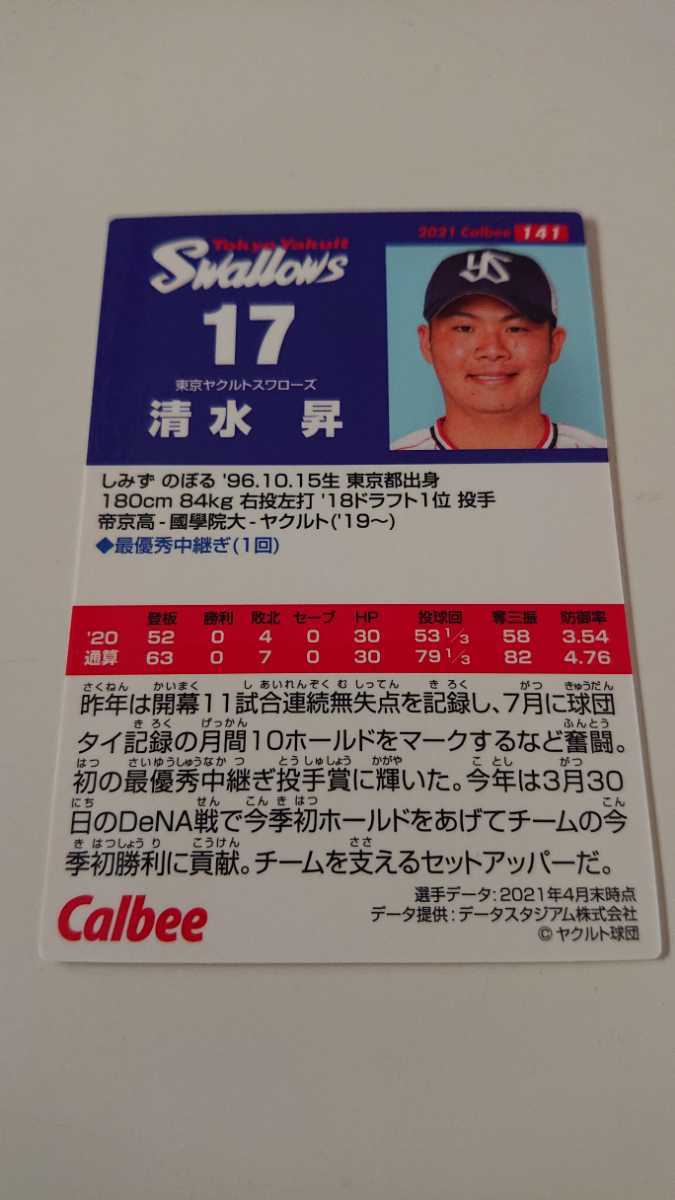 2021 Calbee 141
Tokyo Yakult
Swallows
YS
17
東京ヤクルトスワローズ
清水 昇
しみず のぼる '96.10.15生 東京都出身
180cm 84kg 右投左打 '18ドラフト1位 投手
帝京高-國學院大-ヤクルト('19〜)
◆最優秀中継ぎ(1回)
登板 勝利 敗北 セーブ HP 投球回 奪三振 防御率
'20 52 0 4 0 30 53 1/3 58 3.54
通算 63 0 7 0 30 79 1/3 82 4.76
さくねん かいまく し あいれんぞく む しってん き ろく がつ きゅうだん
昨年は開幕11試合連続無失点を記録し、7月に球団
き ろく げっかん ふんとう
タイ記録の月間10ホールドをマークするなど奮闘。
はつ さいゆうしゅうなか つ とうしゅしょう かがや こ とし がつ
初の最優秀中継ぎ投手賞に輝いた。今年は3月30
にち せん こん き はつ こん
日のDeNA戦で今季初ホールドをあげてチームの今
き はつしょう り こうけん ささ
季初勝利に貢献。チームを支えるセットアッパーだ。
選手データ:2021年4月末時点
データ提供:データスタジアム株式会社
© ヤクルト球団
Calbee